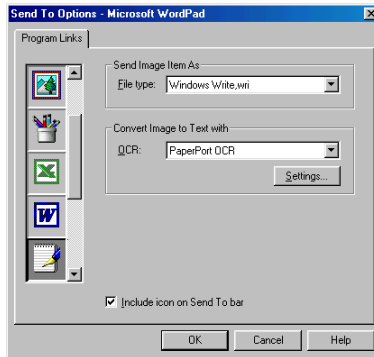 Send To Options - Microsoft WordPad
Program Links
Send Image Item As
File type: Windows Write,wri
Convert Image to Text with
OCR: PaperPort OCR
Settings...
Include icon on Send To bar
OK Cancel Help